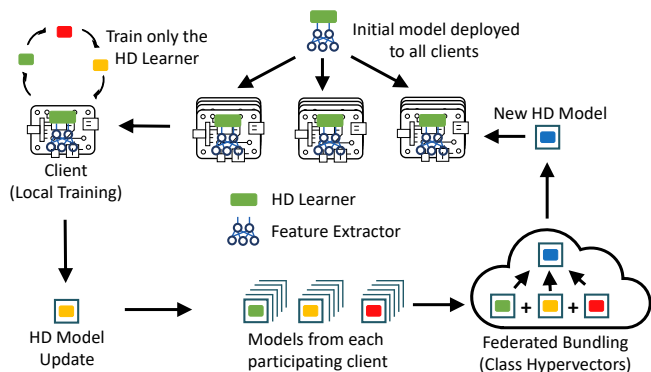 Train only the
HD Learner
Initial model deployed
to all clients
New HD Model
Client
(Local Training)
HD Learner
Feature Extractor
+
+
HD Model
Update
Models from each
participating client
Federated Bundling
(Class Hypervectors)